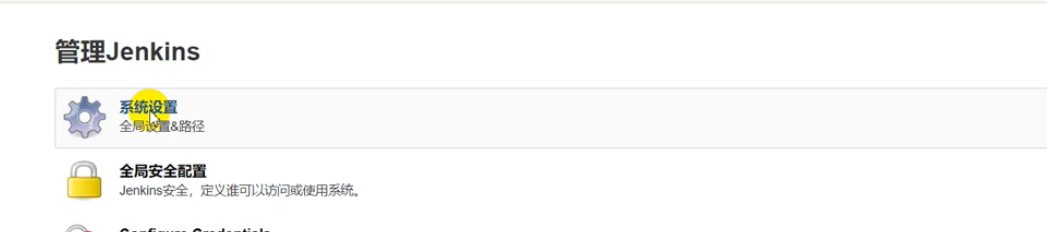 管理Jenkins
系统设置
全局设置&路径
全局安全配置
Jenkins安全，定义谁可以访问或使用系统。
Configure Credentials